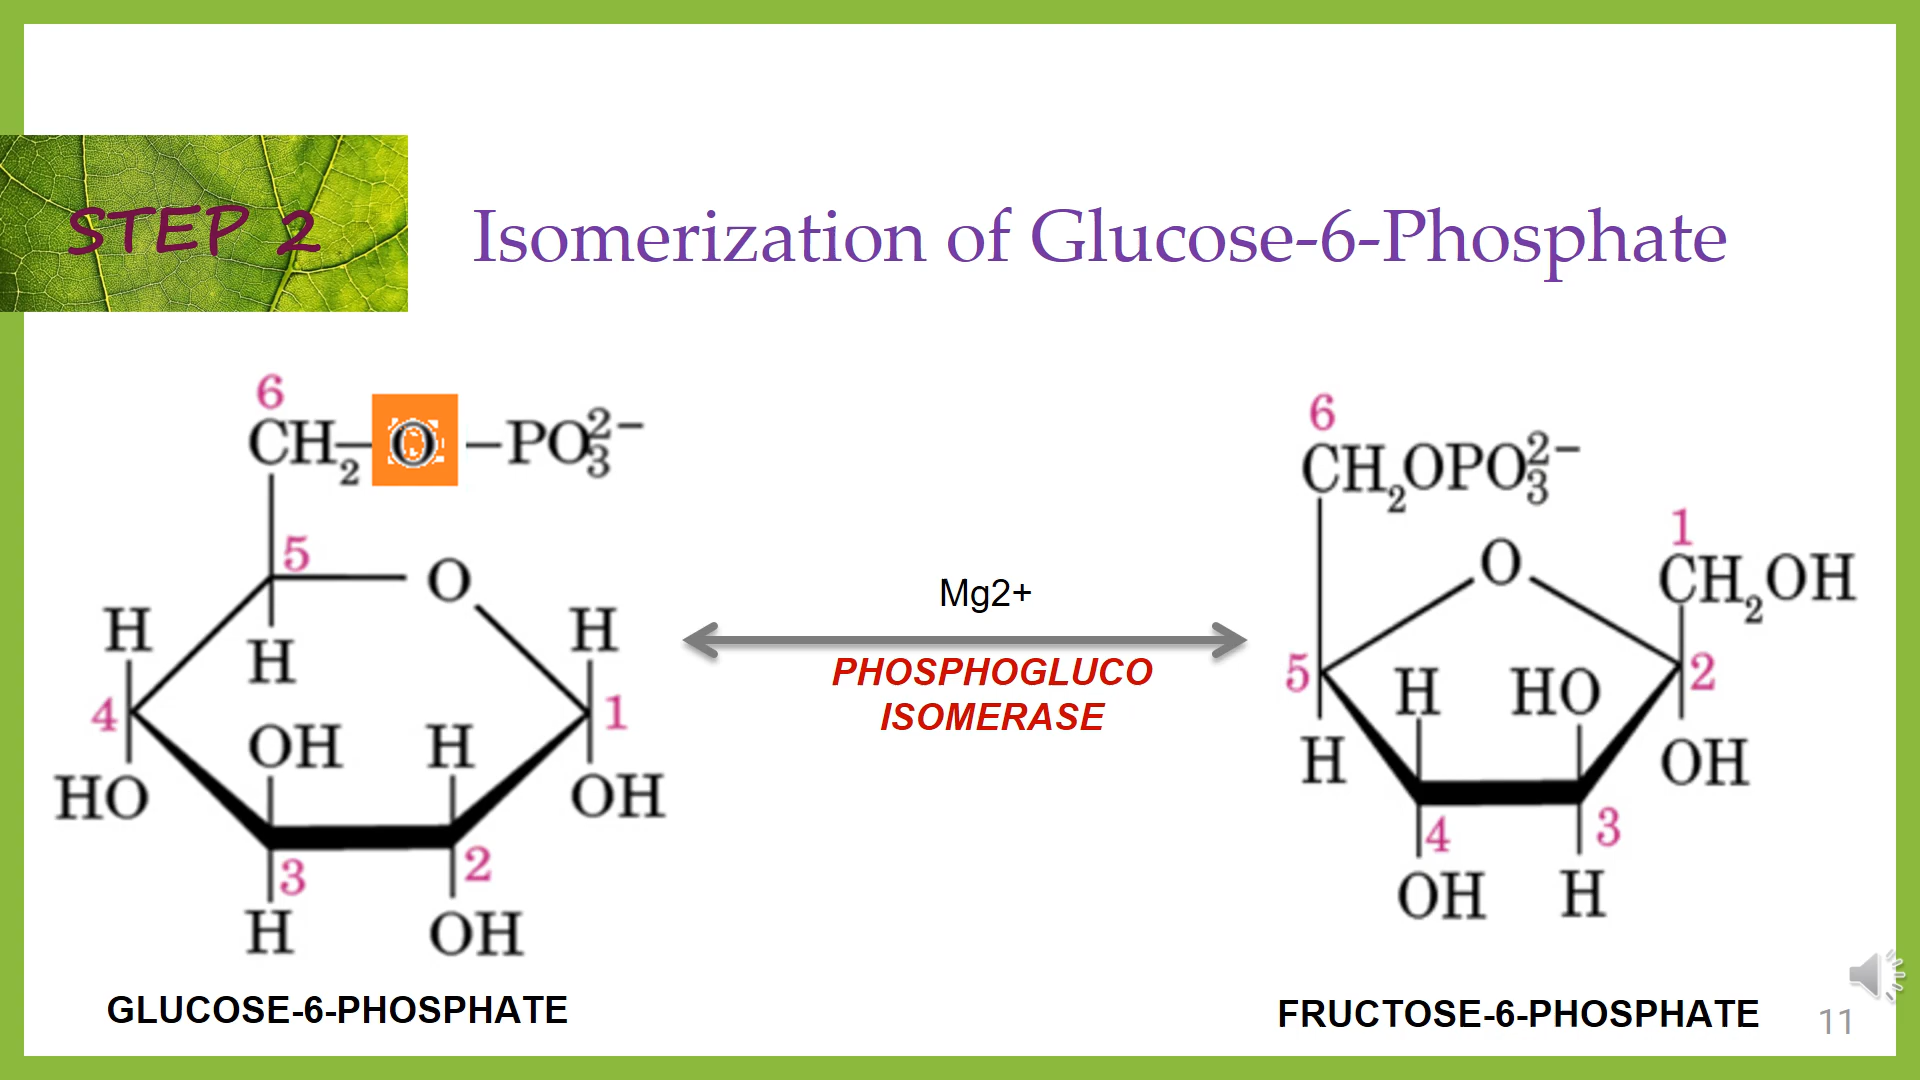 STEP 2
Isomerization of Glucose-6-Phosphate
6
CH₂—O—PO₃²⁻
5
O
H
H
H
4
1
OH
H
HO
OH
3
2
H
OH
GLUCOSE-6-PHOSPHATE
Mg2+
PHOSPHOGLUCO
ISOMERASE
6
CH₂OPO₃²⁻
1
O
CH₂OH
5
H
HO
2
H
OH
4
3
OH
H
FRUCTOSE-6-PHOSPHATE
11